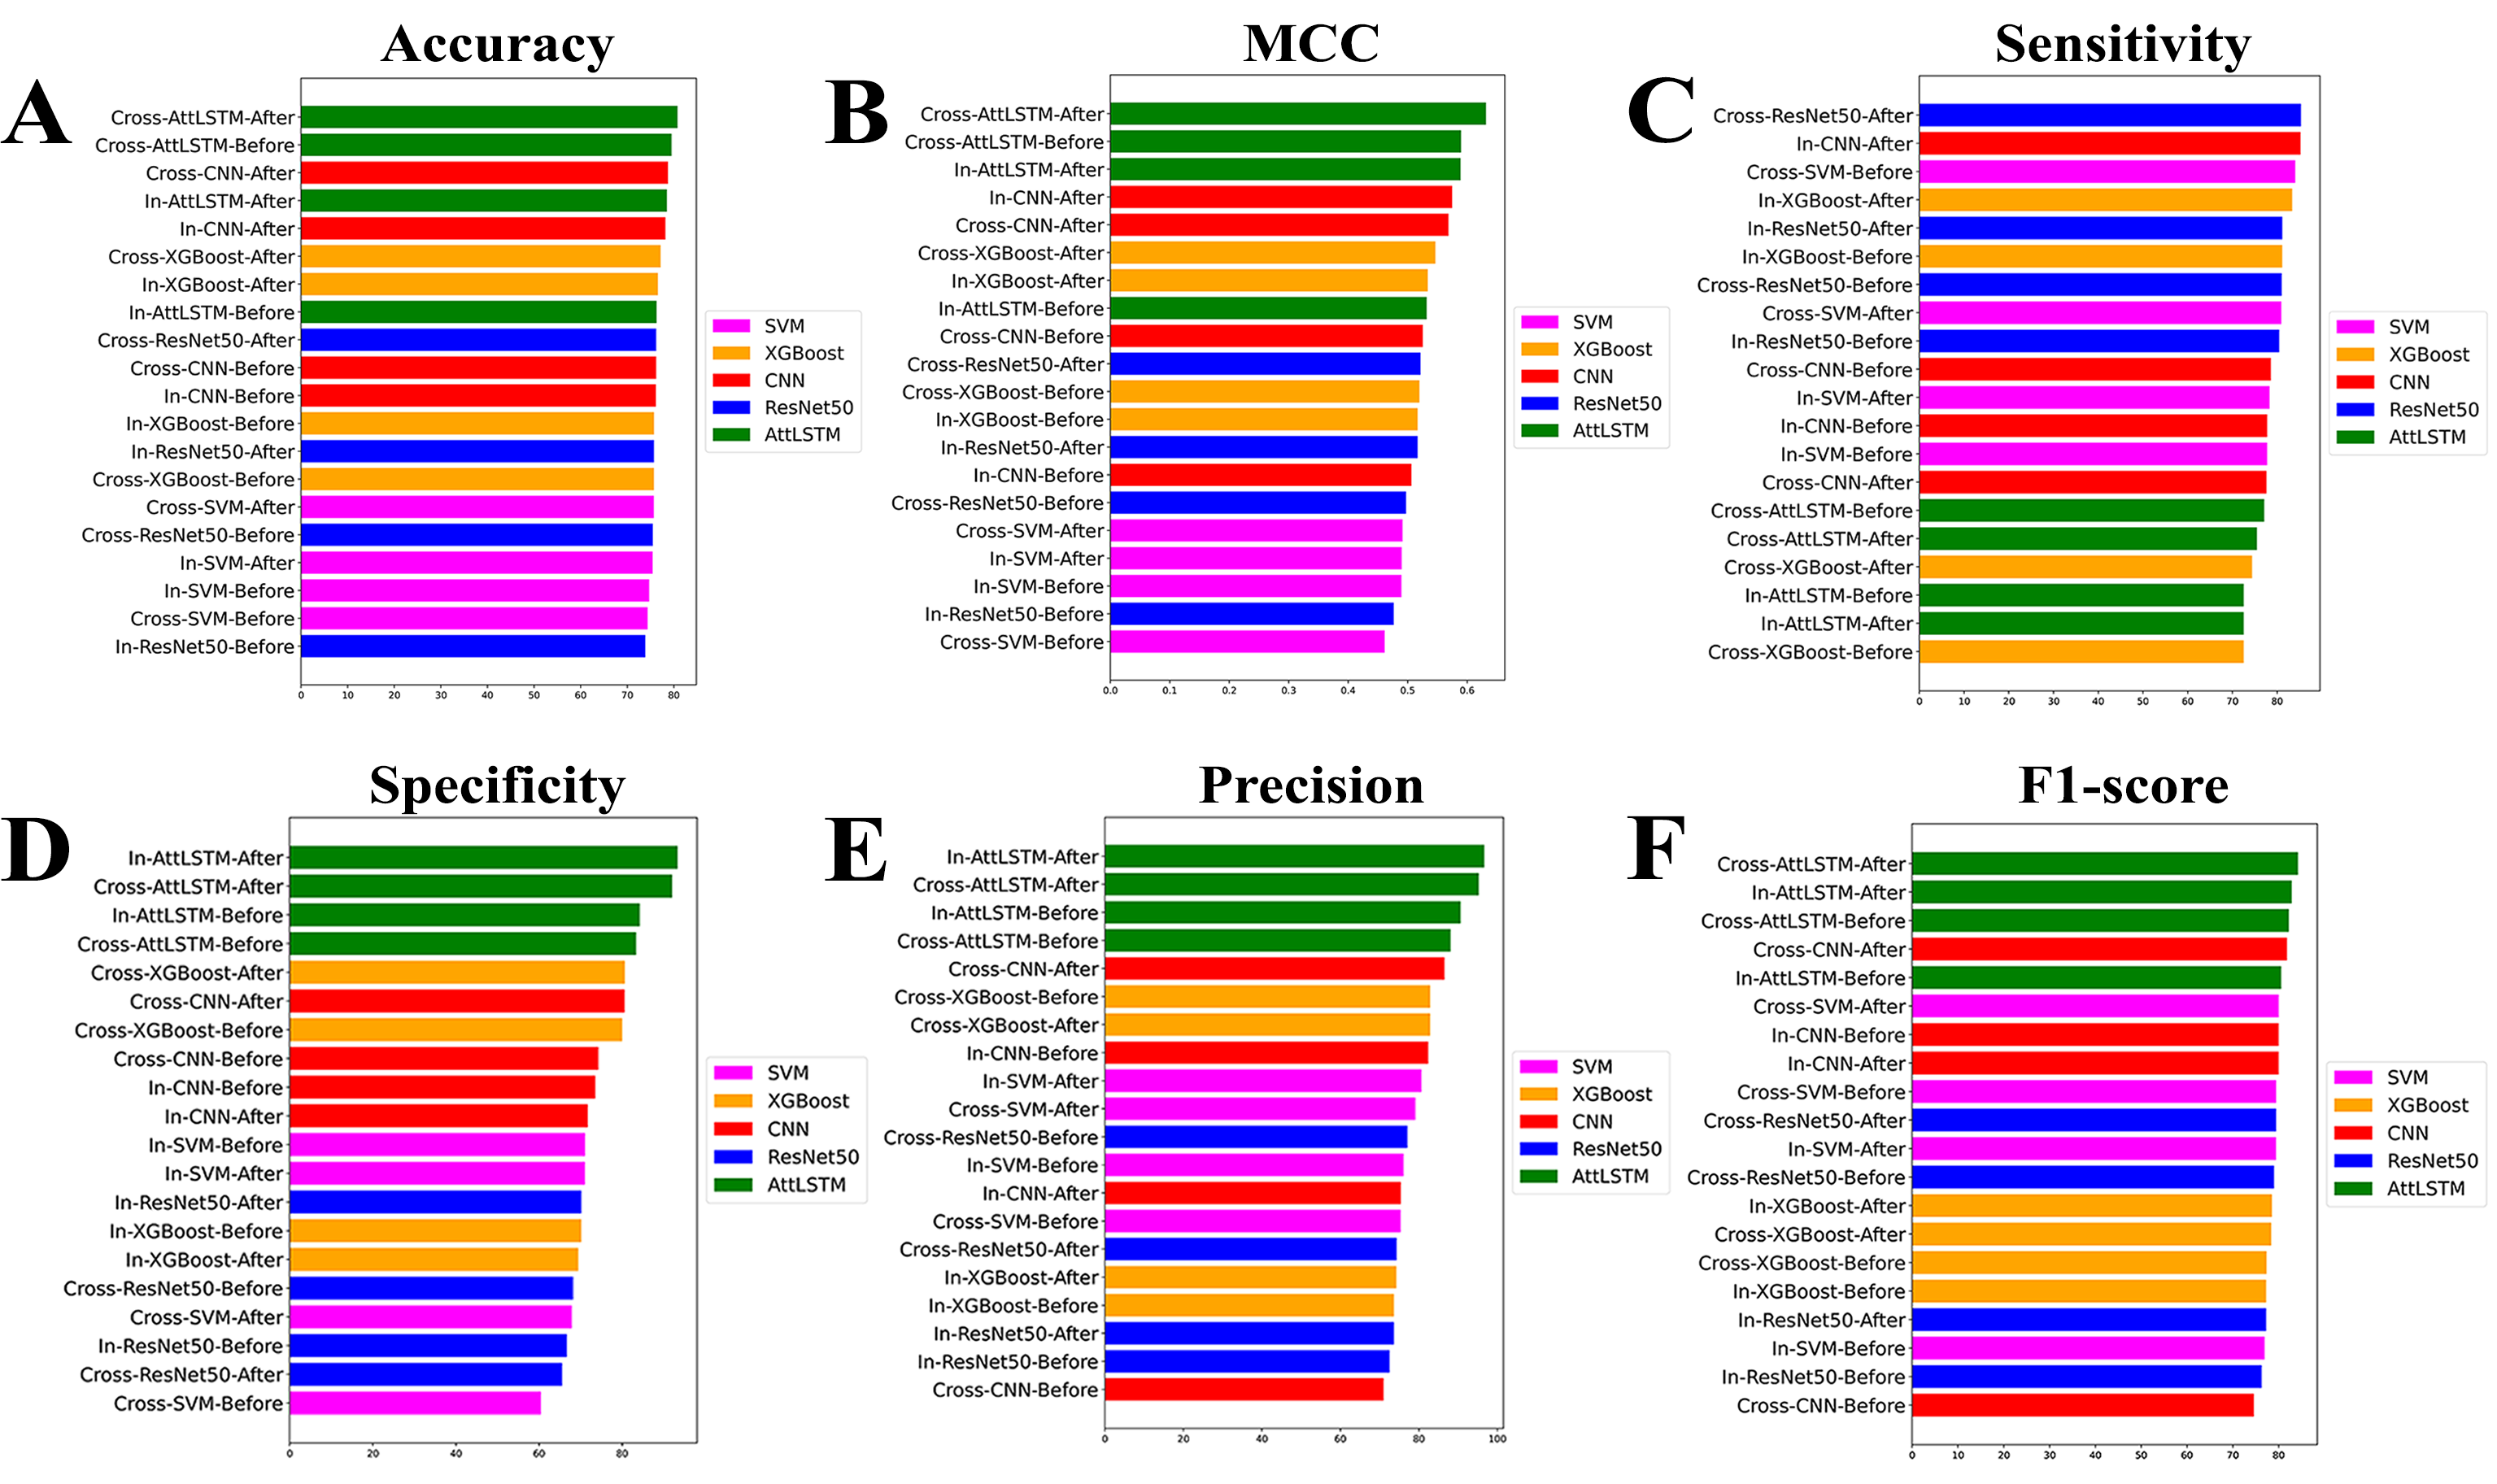 Accuracy
A
Cross-AttLSTM-After
Cross-AttLSTM-Before
Cross-CNN-After
In-AttLSTM-After
In-CNN-After
Cross-XGBoost-After
In-XGBoost-After
In-AttLSTM-Before
Cross-ResNet50-After
Cross-CNN-Before
In-CNN-Before
In-XGBoost-Before
In-ResNet50-After
Cross-XGBoost-Before
Cross-SVM-After
Cross-ResNet50-Before
In-SVM-After
In-SVM-Before
Cross-SVM-Before
In-ResNet50-Before
0 10 20 30 40 50 60 70 80
SVM
XGBoost
CNN
ResNet50
AttLSTM
MCC
B
Cross-AttLSTM-After
Cross-AttLSTM-Before
In-AttLSTM-After
In-CNN-After
Cross-CNN-After
Cross-XGBoost-After
In-XGBoost-After
In-AttLSTM-Before
Cross-CNN-Before
Cross-ResNet50-After
Cross-XGBoost-Before
In-XGBoost-Before
In-ResNet50-After
In-CNN-Before
Cross-ResNet50-Before
Cross-SVM-After
In-SVM-After
In-SVM-Before
In-ResNet50-Before
Cross-SVM-Before
0.0 0.1 0.2 0.3 0.4 0.5 0.6
SVM
XGBoost
CNN
ResNet50
AttLSTM
Sensitivity
C
Cross-ResNet50-After
In-CNN-After
Cross-SVM-Before
In-XGBoost-After
In-ResNet50-After
In-XGBoost-Before
Cross-ResNet50-Before
Cross-SVM-After
In-ResNet50-Before
Cross-CNN-Before
In-SVM-After
In-CNN-Before
In-SVM-Before
Cross-CNN-After
Cross-AttLSTM-Before
Cross-AttLSTM-After
Cross-XGBoost-After
In-AttLSTM-Before
In-AttLSTM-After
Cross-XGBoost-Before
0 10 20 30 40 50 60 70 80
SVM
XGBoost
CNN
ResNet50
AttLSTM
Specificity
D
In-AttLSTM-After
Cross-AttLSTM-After
In-AttLSTM-Before
Cross-AttLSTM-Before
Cross-XGBoost-After
Cross-CNN-After
Cross-XGBoost-Before
Cross-CNN-Before
In-CNN-Before
In-CNN-After
In-SVM-Before
In-SVM-After
In-ResNet50-After
In-XGBoost-Before
In-XGBoost-After
Cross-ResNet50-Before
Cross-SVM-After
In-ResNet50-Before
Cross-ResNet50-After
Cross-SVM-Before
0 20 40 60 80
SVM
XGBoost
CNN
ResNet50
AttLSTM
Precision
E
In-AttLSTM-After
Cross-AttLSTM-After
In-AttLSTM-Before
Cross-AttLSTM-Before
Cross-CNN-After
Cross-XGBoost-Before
Cross-XGBoost-After
In-CNN-Before
In-SVM-After
Cross-SVM-After
Cross-ResNet50-Before
In-SVM-Before
In-CNN-After
Cross-SVM-Before
Cross-ResNet50-After
In-XGBoost-After
In-XGBoost-Before
In-ResNet50-After
In-ResNet50-Before
Cross-CNN-Before
0 20 40 60 80 100
SVM
XGBoost
CNN
ResNet50
AttLSTM
F1-score
F
Cross-AttLSTM-After
In-AttLSTM-After
Cross-AttLSTM-Before
Cross-CNN-After
In-AttLSTM-Before
Cross-SVM-After
In-CNN-Before
In-CNN-After
Cross-SVM-Before
Cross-ResNet50-After
In-SVM-After
Cross-ResNet50-Before
In-XGBoost-After
Cross-XGBoost-After
Cross-XGBoost-Before
In-XGBoost-Before
In-ResNet50-After
In-SVM-Before
In-ResNet50-Before
Cross-CNN-Before
0 10 20 30 40 50 60 70 80
SVM
XGBoost
CNN
ResNet50
AttLSTM